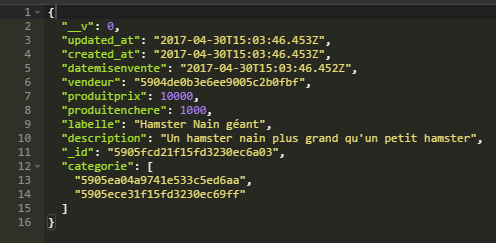 1 {
2 "__v": 0,
3 "updated_at": "2017-04-30T15:03:46.453Z",
4 "created_at": "2017-04-30T15:03:46.453Z",
5 "datemisenvente": "2017-04-30T15:03:46.452Z",
6 "vendeur": "5904de0b3e6ee9005c2b0fbf",
7 "produitprix": 10000,
8 "produitenchere": 1000,
9 "labelle": "Hamster Nain géant",
10 "description": "Un hamster nain plus grand qu'un petit hamster",
11 "_id": "5905fcd21f15fd3230ec6a03",
12 "categorie": [
13 "5905ea04a9741e533c5ed6aa",
14 "5905ece31f15fd3230ec69ff"
15 ]
16 }